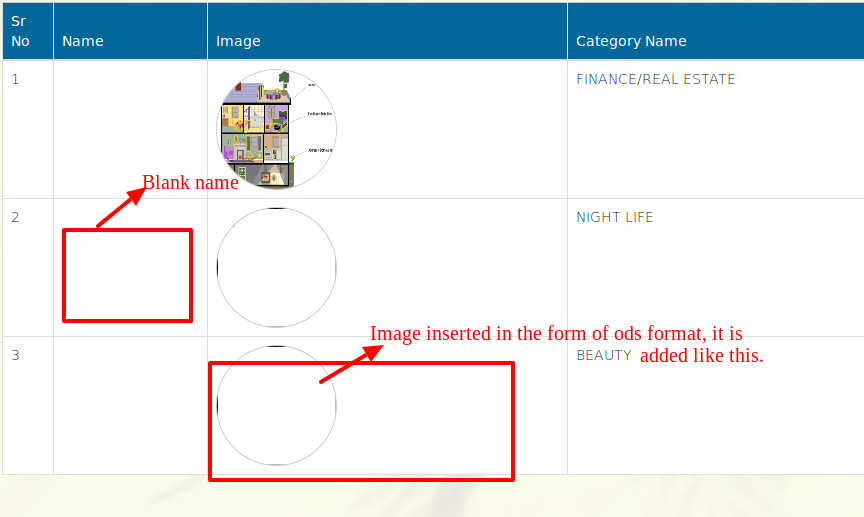 Sr No
Name
Image
Category Name
1
FINANCE/REAL ESTATE
Blank name
2
NIGHT LIFE
Image inserted in the form of ods format, it is
added like this.
3
BEAUTY